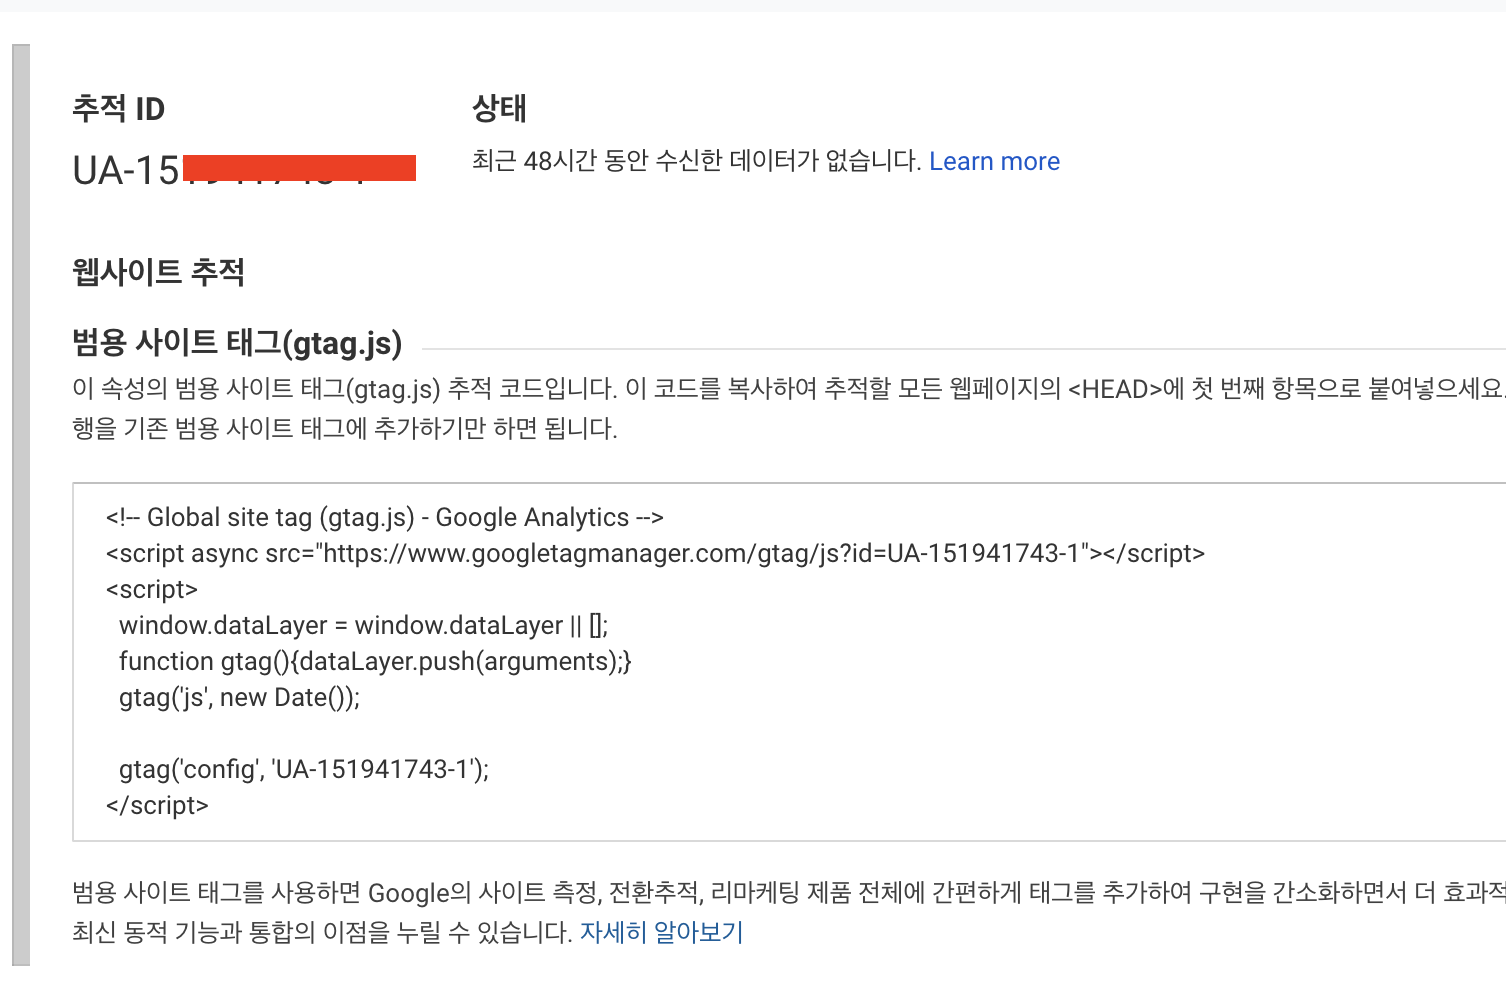 추적 ID
상태
UA-15
최근 48시간 동안 수신한 데이터가 없습니다. Learn more
웹사이트 추적
범용 사이트 태그(gtag.js)
이 속성의 범용 사이트 태그(gtag.js) 추적 코드입니다. 이 코드를 복사하여 추적할 모든 웹페이지의 <HEAD>에 첫 번째 항목으로 붙여넣으세요.
행을 기존 범용 사이트 태그에 추가하기만 하면 됩니다.
<!-- Global site tag (gtag.js) - Google Analytics -->
<script async src="https://www.googletagmanager.com/gtag/js?id=UA-151941743-1"></script>
<script>
window.dataLayer = window.dataLayer || [];
function gtag(){dataLayer.push(arguments);}
gtag('js', new Date());
gtag('config', 'UA-151941743-1');
</script>
범용 사이트 태그를 사용하면 Google의 사이트 측정, 전환추적, 리마케팅 제품 전체에 간편하게 태그를 추가하여 구현을 간소화하면서 더 효과적
최신 동적 기능과 통합의 이점을 누릴 수 있습니다. 자세히 알아보기